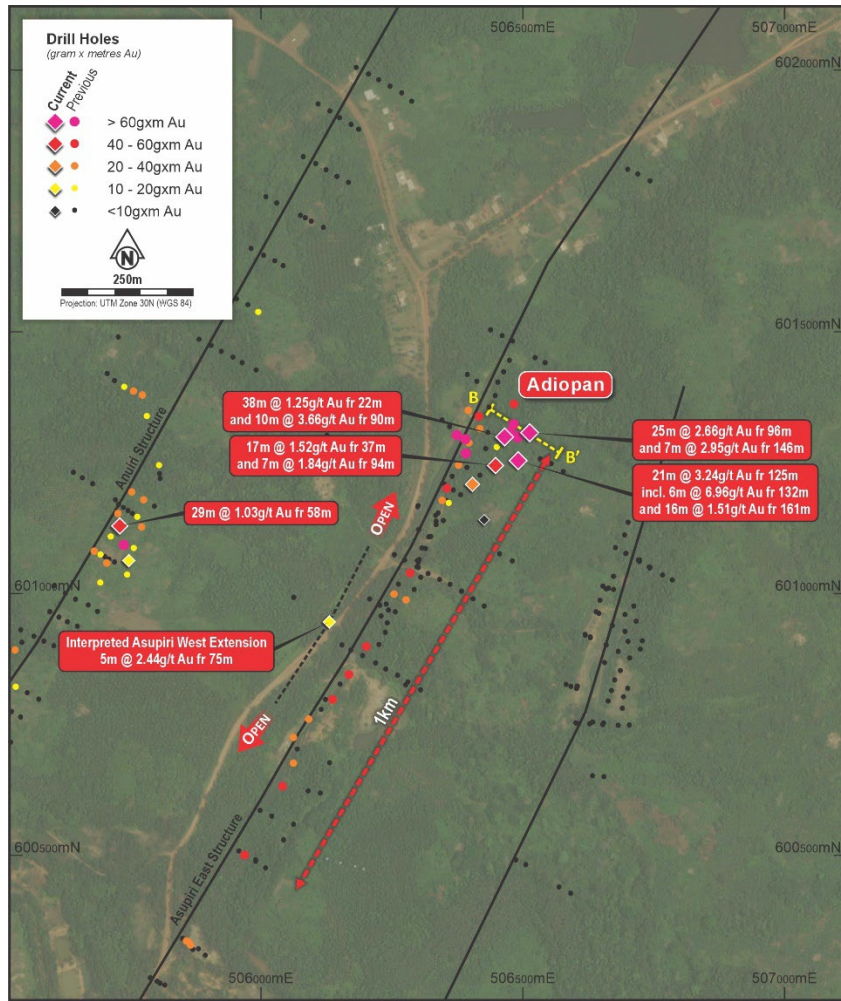 506500mE
507000mE
602000mN
Drill Holes
(gram x metres Au)
Current
Previous
> 60gxm Au
40 - 60gxm Au
20 - 40gxm Au
10 - 20gxm Au
<10gxm Au
N
250m
Projection: UTM Zone 30N (WGS 84)
601500mN
Anuiri Structure
38m @ 1.25g/t Au fr 22m
and 10m @ 3.66g/t Au fr 90m
B
Adiopan
17m @ 1.52g/t Au fr 37m
and 7m @ 1.84g/t Au fr 94m
B'
25m @ 2.66g/t Au fr 96m
and 7m @ 2.95g/t Au fr 146m
21m @ 3.24g/t Au fr 125m
incl. 6m @ 6.96g/t Au fr 132m
and 16m @ 1.51g/t Au fr 161m
29m @ 1.03g/t Au fr 58m
OPEN
601000mN
601000mN
Interpreted Asupiri West Extension
5m @ 2.44g/t Au fr 75m
1km
OPEN
600500mN
600500mN
Asupiri East Structure
506000mE
506500mE
507000mE